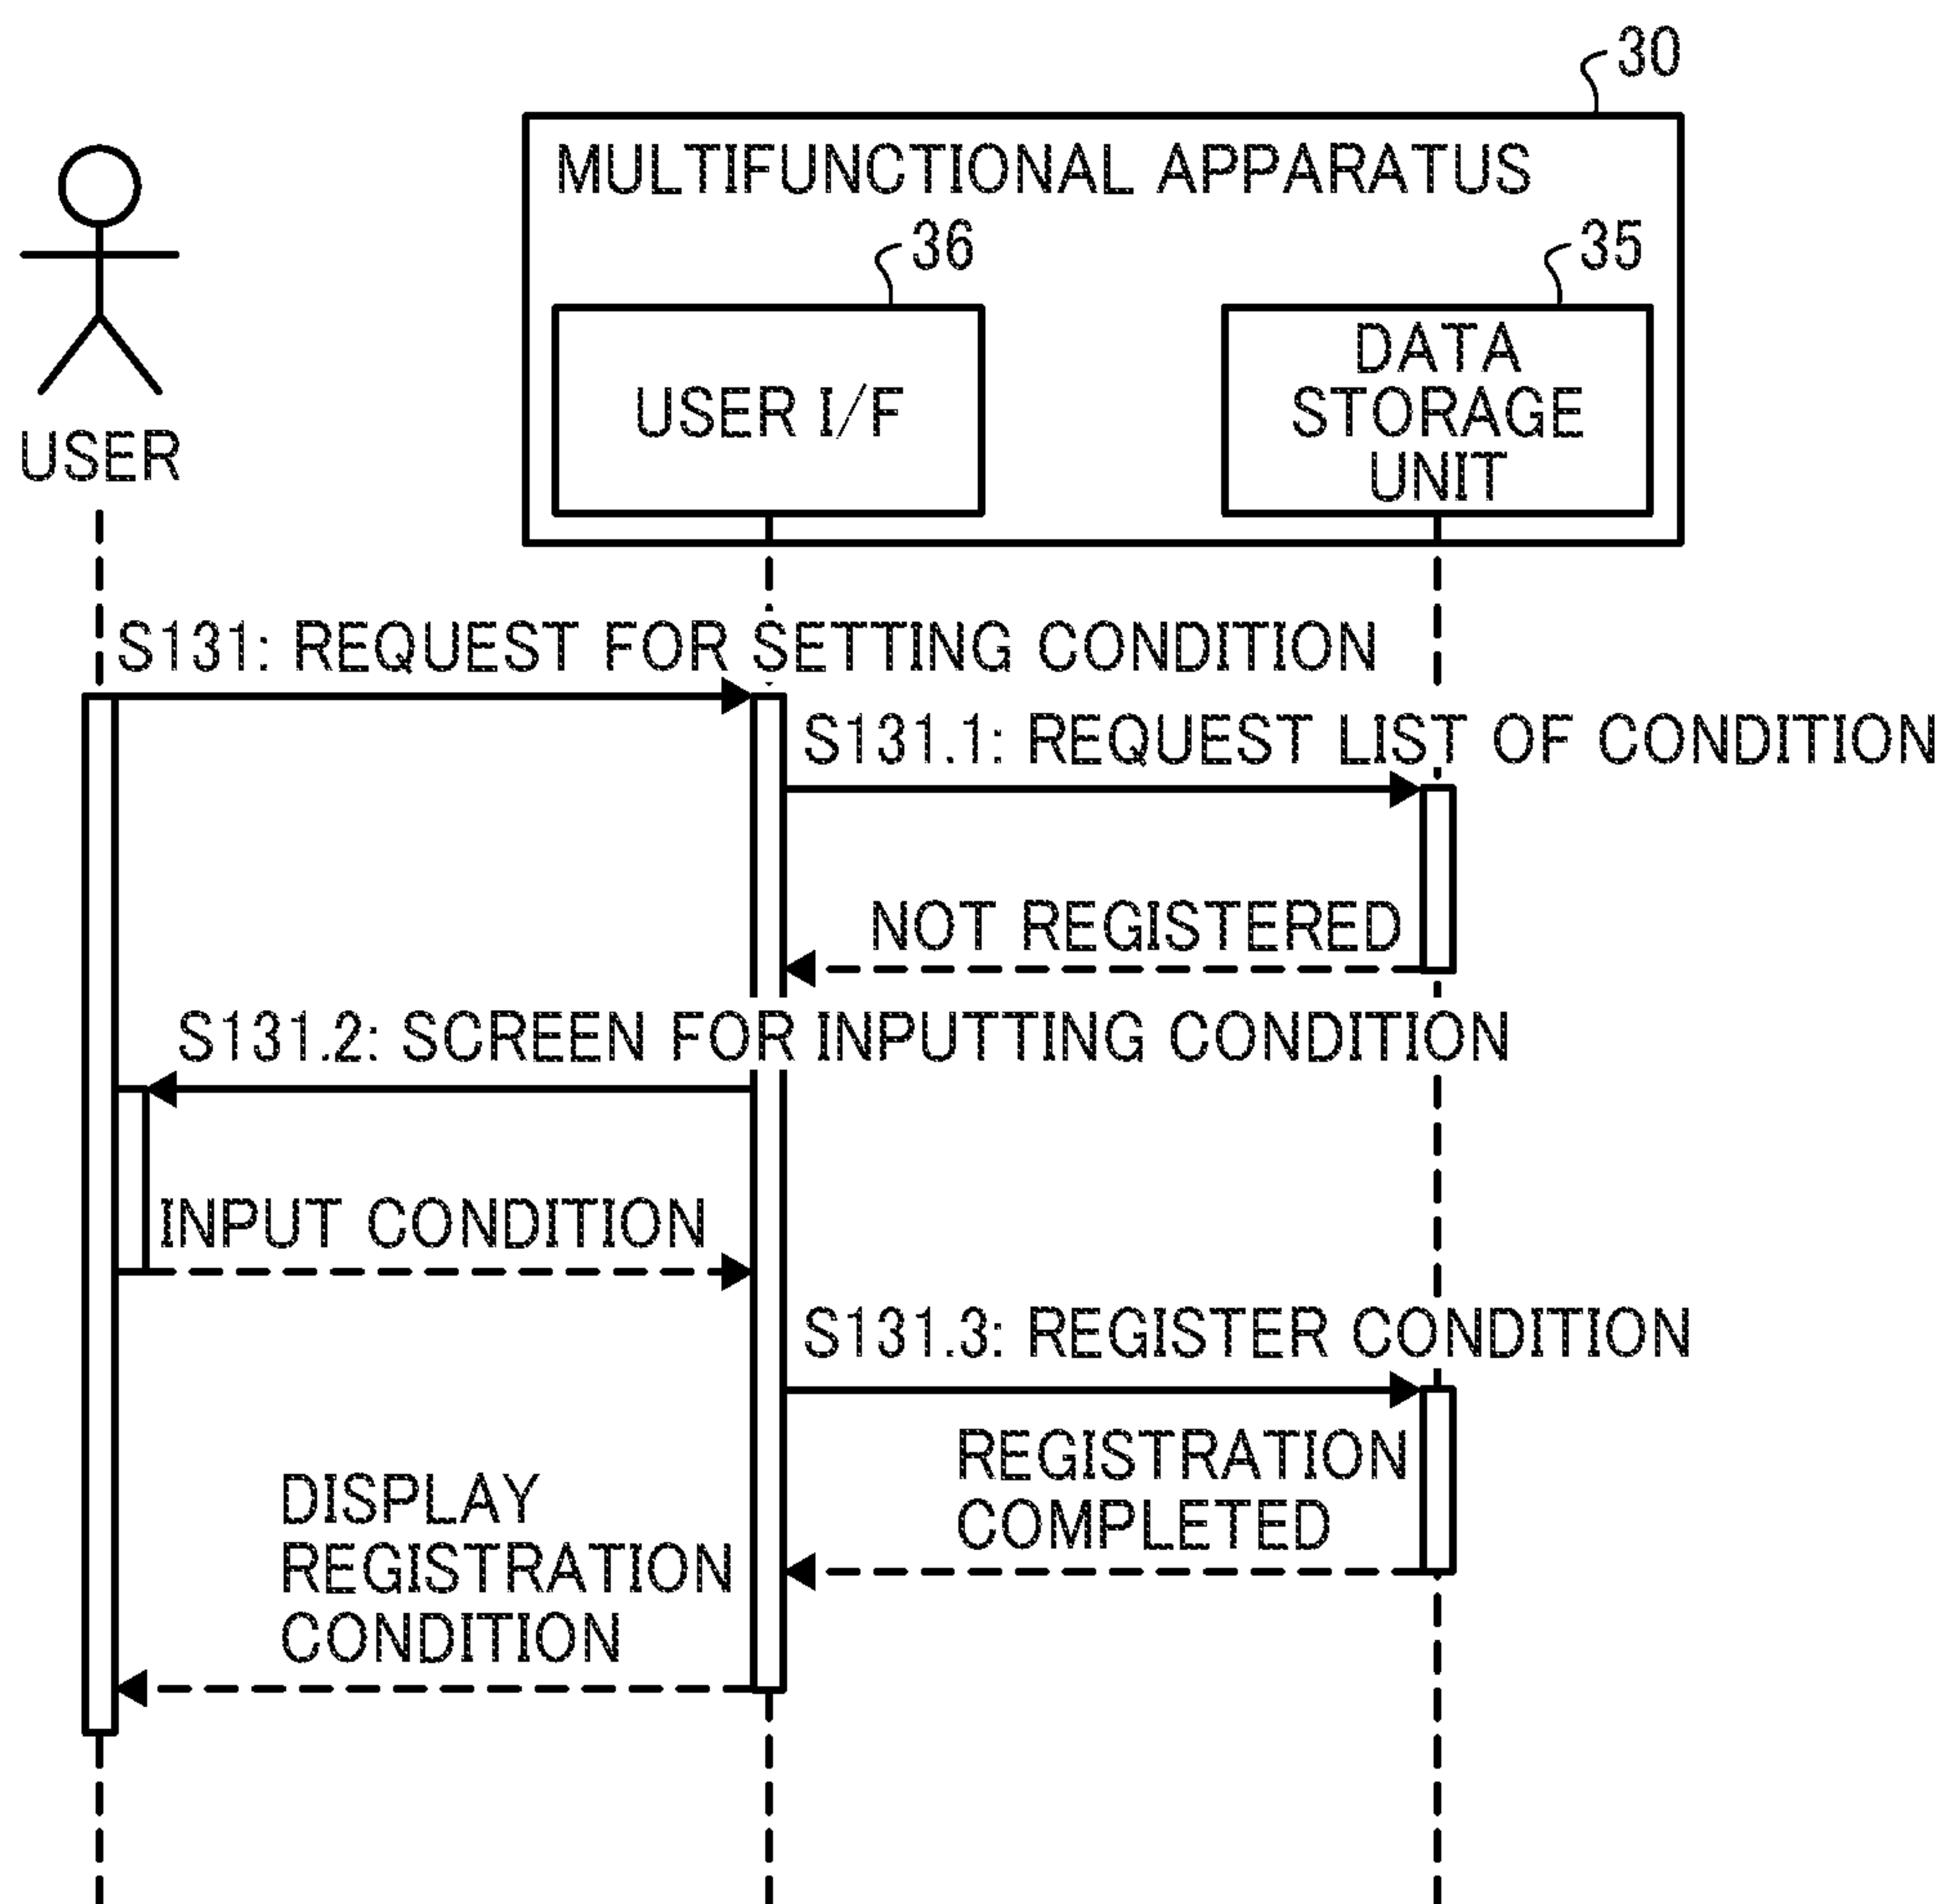 30
MULTIFUNCTIONAL APPARATUS
36
35
USER I/F
DATA
STORAGE
UNIT
USER
S131: REQUEST FOR SETTING CONDITION
S131.1: REQUEST LIST OF CONDITION
NOT REGISTERED
S131.2: SCREEN FOR INPUTTING CONDITION
INPUT CONDITION
S131.3: REGISTER CONDITION
REGISTRATION
COMPLETED
DISPLAY
REGISTRATION
CONDITION